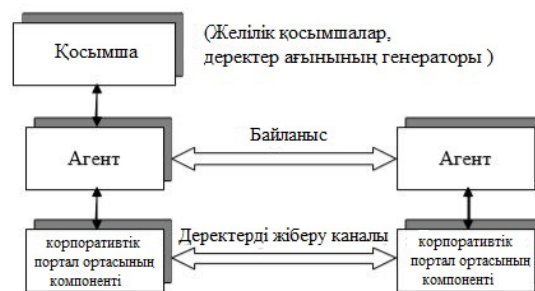 Қосымша
(Желілік қосымшалар,
деректер ағынының генераторы )
Агент
Байланыс
Агент
корпоративтік
портал ортасының
компоненті
Деректерді жіберу каналы
корпоративтік
портал ортасының
компоненті